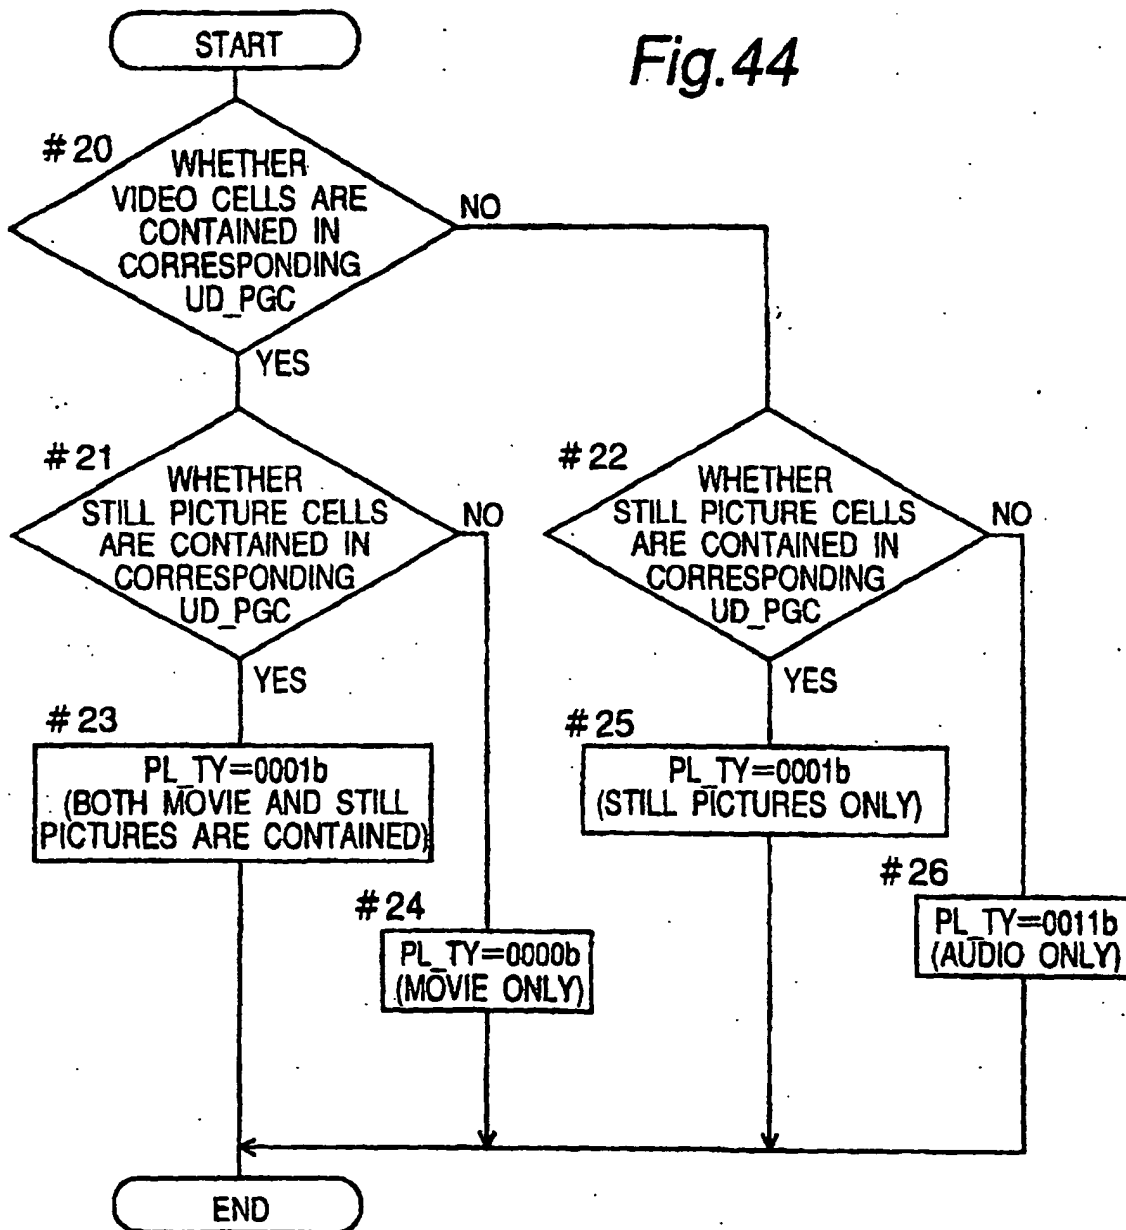 Fig.44
START
#20
WHETHER
VIDEO CELLS ARE
CONTAINED IN
CORRESPONDING
UD_PGC
NO
YES
#21
WHETHER
STILL PICTURE CELLS
ARE CONTAINED IN
CORRESPONDING
UD_PGC
NO
YES
#22
WHETHER
STILL PICTURE CELLS
ARE CONTAINED IN
CORRESPONDING
UD_PGC
NO
YES
#23
PL_TY=0001b
(BOTH MOVIE AND STILL
PICTURES ARE CONTAINED)
#24
PL_TY=0000b
(MOVIE ONLY)
#25
PL_TY=0001b
(STILL PICTURES ONLY)
#26
PL_TY=0011b
(AUDIO ONLY)
END